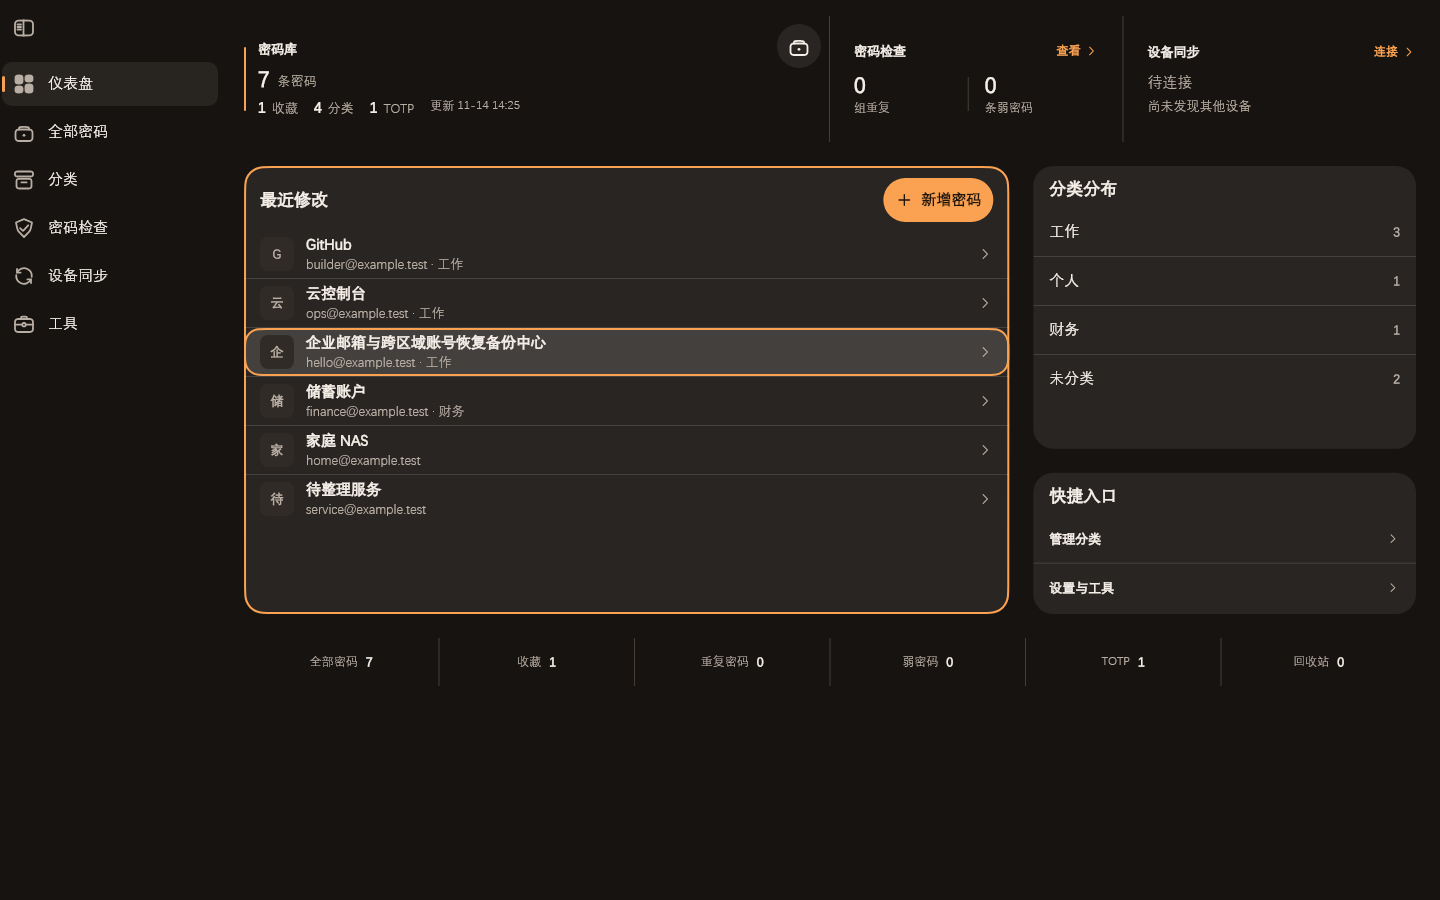 仪表盘
全部密码
分类
密码检查
设备同步
工具
密码库
7 条密码
1 收藏 4 分类 1 TOTP 更新 11-14 14:25
密码检查 查看
0 组重复
0 条弱密码
设备同步 连接
待连接
尚未发现其他设备
最近修改
新增密码
G GitHub
builder@example.test · 工作
云 云控制台
ops@example.test · 工作
企 企业邮箱与跨区域账号恢复备份中心
hello@example.test · 工作
储 储蓄账户
finance@example.test · 财务
家 家庭 NAS
home@example.test
待 待整理服务
service@example.test
分类分布
工作 3
个人 1
财务 1
未分类 2
快捷入口
管理分类
设置与工具
全部密码 7
收藏 1
重复密码 0
弱密码 0
TOTP 1
回收站 0